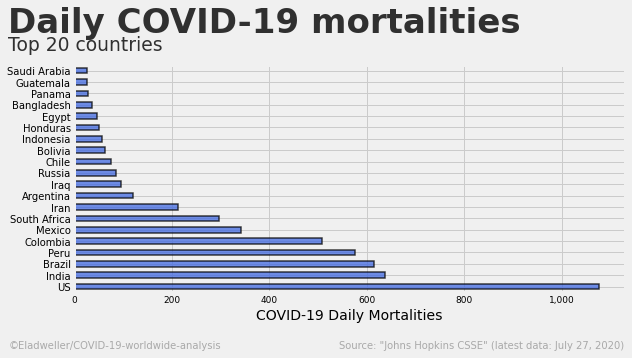 Daily COVID-19 mortalities
Top 20 countries
Saudi Arabia
Guatemala
Panama
Bangladesh
Egypt
Honduras
Indonesia
Bolivia
Chile
Russia
Iraq
Argentina
Iran
South Africa
Mexico
Colombia
Peru
Brazil
India
US
0 200 400 600 800 1,000
COVID-19 Daily Mortalities
©Eladweller/COVID-19-worldwide-analysis Source: "Johns Hopkins CSSE" (latest data: July 27, 2020)